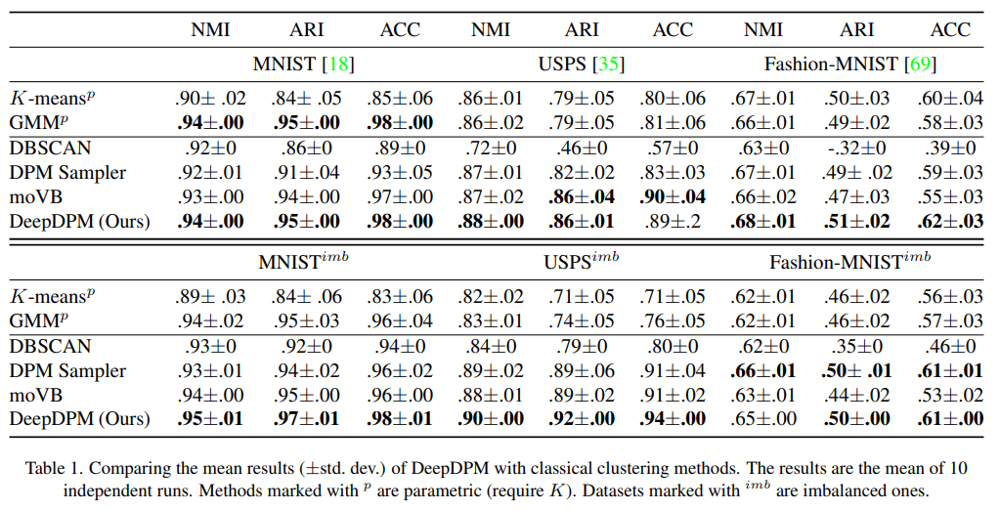 NMI ARI ACC NMI ARI ACC NMI ARI ACC
MNIST [18] USPS [35] Fashion-MNIST [69]
K-means^p .90± .02 .84± .05 .85±.06 .86±.01 .79±.05 .80±.06 .67±.01 .50±.03 .60±.04
GMM^p .94±.00 .95±.00 .98±.00 .86±.02 .79±.05 .81±.06 .66±.01 .49±.02 .58±.03
DBSCAN .92±0 .86±0 .89±0 .72±0 .46±0 .57±0 .63±0 -.32±0 .39±0
DPM Sampler .92±.01 .91±.04 .93±.05 .87±.01 .82±.02 .83±.03 .67±.01 .49± .02 .59±.03
moVB .93±.00 .94±.00 .97±.00 .87±.02 .86±.04 .90±.04 .66±.02 .47±.03 .55±.03
DeepDPM (Ours) .94±.00 .95±.00 .98±.00 .88±.00 .86±.01 .89±.2 .68±.01 .51±.02 .62±.03
MNIST^imb USPS^imb Fashion-MNIST^imb
K-means^p .89± .03 .84± .06 .83±.06 .82±.02 .71±.05 .71±.05 .62±.01 .46±.02 .56±.03
GMM^p .94±.02 .95±.03 .96±.04 .83±.01 .74±.05 .76±.05 .62±.01 .46±.02 .57±.03
DBSCAN .93±0 .92±0 .94±0 .84±0 .79±0 .80±0 .62±0 .35±0 .46±0
DPM Sampler .93±.01 .94±.02 .96±.02 .89±.02 .89±.06 .91±.04 .66±.01 .50± .01 .61±.01
moVB .94±.00 .95±.00 .96±.00 .88±.01 .89±.02 .91±.02 .63±.01 .44±.02 .53±.02
DeepDPM (Ours) .95±.01 .97±.01 .98±.01 .90±.00 .92±.00 .94±.00 .65±.00 .50±.00 .61±.00
Table 1. Comparing the mean results (±std. dev.) of DeepDPM with classical clustering methods. The results are the mean of 10
independent runs. Methods marked with ^p are parametric (require K). Datasets marked with ^imb are imbalanced ones.